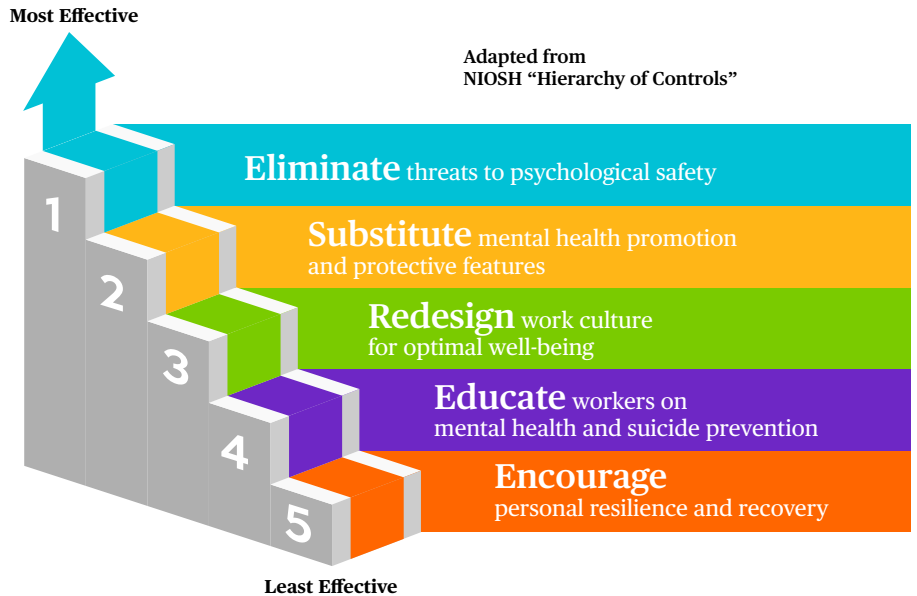 Most Effective
Adapted from
NIOSH “Hierarchy of Controls”
1
Eliminate threats to psychological safety
2
Substitute mental health promotion
and protective features
3
Redesign work culture
for optimal well-being
4
Educate workers on
mental health and suicide prevention
5
Encourage
personal resilience and recovery
Least Effective